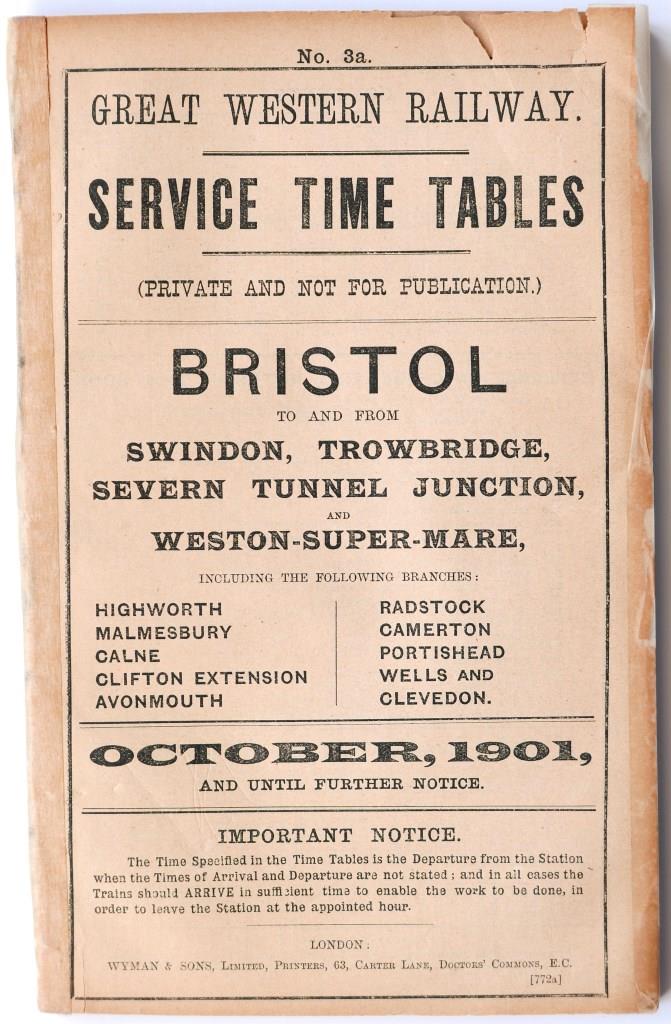 No. 3a.
GREAT WESTERN RAILWAY.
SERVICE TIME TABLES
(PRIVATE AND NOT FOR PUBLICATION.)
BRISTOL
TO AND FROM
SWINDON, TROWBRIDGE,
SEVERN TUNNEL JUNCTION,
AND
WESTON-SUPER-MARE,
INCLUDING THE FOLLOWING BRANCHES:
HIGHWORTH
MALMESBURY
CALNE
CLIFTON EXTENSION
AVONMOUTH
RADSTOCK
CAMERTON
PORTISHEAD
WELLS AND
CLEVEDON.
OCTOBER, 1901,
AND UNTIL FURTHER NOTICE.
IMPORTANT NOTICE.
The Time Specified in the Time Tables is the Departure from the Station
when the Times of Arrival and Departure are not stated; and in all cases the
Trains should ARRIVE in sufficient time to enable the work to be done, in
order to leave the Station at the appointed hour.
LONDON:
WYMAN & SONS, LIMITED, PRINTERS, 63, CARTER LANE, DOCTORS' COMMONS, E.C.
[772a]